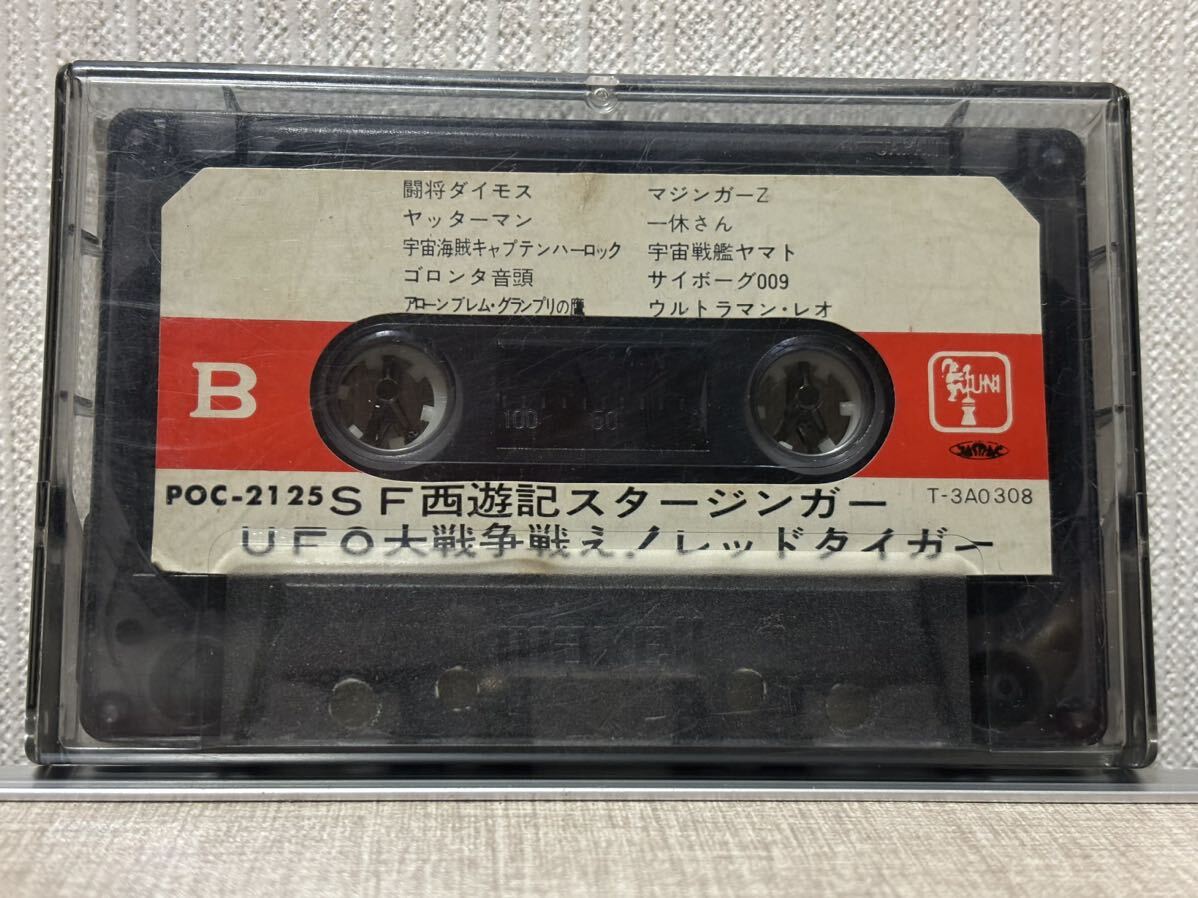 闘将ダイモス
ヤッターマン
宇宙海賊キャプテンハーロック
ゴロンタ音頭
アローンブレム・グランプリの鷹
マジンガーZ
一休さん
宇宙戦艦ヤマト
サイボーグ009
ウルトラマン・レオ
B
100 50
UNI
JASRAC
POC-2125 SF西遊記スタージンガー
T-3A0308
UFO大戦争戦え!レッドタイガー